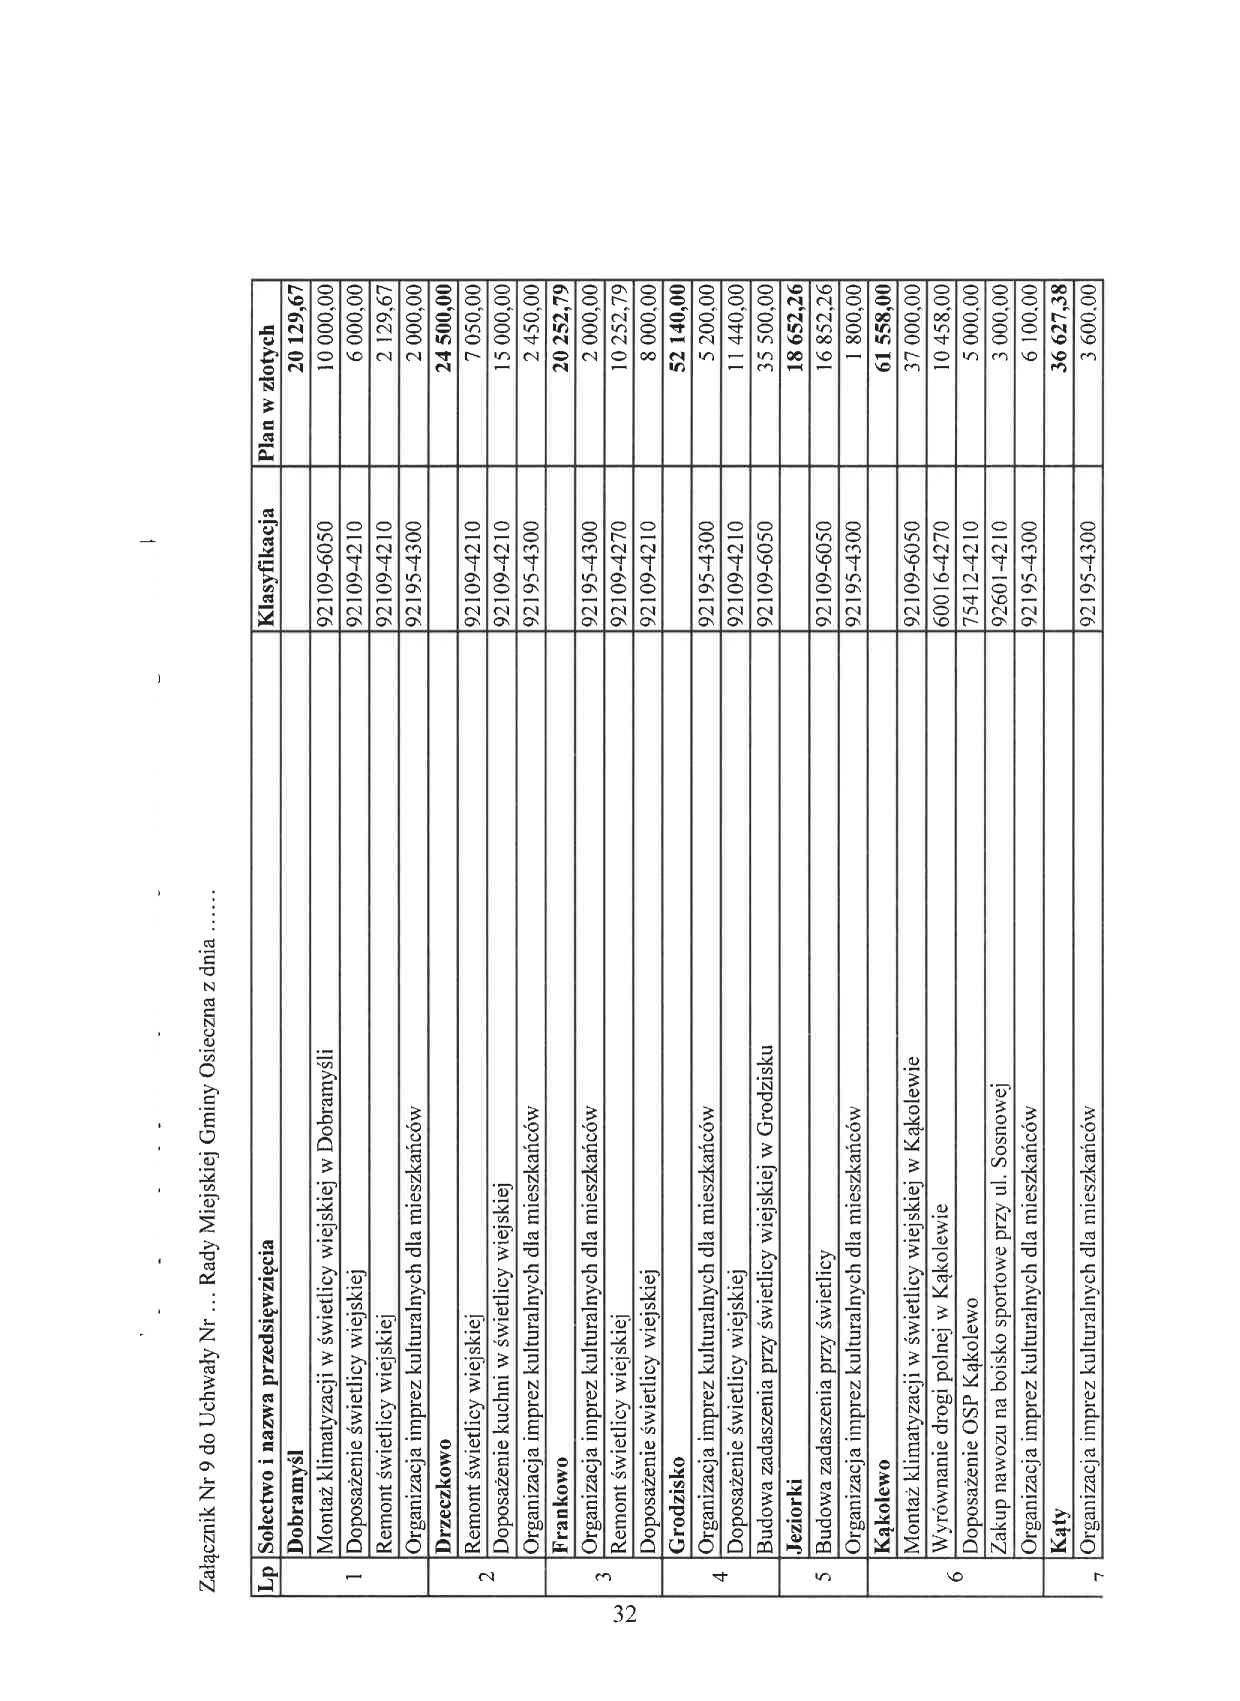 Załącznik Nr 9 do Uchwały Nr ... Rady Miejskiej Gminy Osieczna z dnia ......
Lp Sołectwo i nazwa przedsięwzięcia Klasyfikacja Plan w złotych
Dobramyśl 20 129,67
Montaż klimatyzacji w świetlicy wiejskiej w Dobramyśli 92109-6050 10 000,00
1 Doposażenie świetlicy wiejskiej 92109-4210 6 000,00
Remont świetlicy wiejskiej 92109-4210 2 129,67
Organizacja imprez kulturalnych dla mieszkańców 92195-4300 2 000,00
Drzeczkowo 24 500,00
Remont świetlicy wiejskiej 92109-4210 7 050,00
2 Doposażenie kuchni w świetlicy wiejskiej 92109-4210 15 000,00
Organizacja imprez kulturalnych dla mieszkańców 92195-4300 2 450,00
Frankowo 20 252,79
Organizacja imprez kulturalnych dla mieszkańców 92195-4300 2 000,00
3 Remont świetlicy wiejskiej 92109-4270 10 252,79
Doposażenie świetlicy wiejskiej 92109-4210 8 000,00
Grodzisko 52 140,00
Organizacja imprez kulturalnych dla mieszkańców 92195-4300 5 200,00
4 Doposażenie świetlicy wiejskiej 92109-4210 11 440,00
Budowa zadaszenia przy świetlicy wiejskiej w Grodzisku 92109-6050 35 500,00
Jeziorki 18 652,26
5 Budowa zadaszenia przy świetlicy 92109-6050 16 852,26
Organizacja imprez kulturalnych dla mieszkańców 92195-4300 1 800,00
Kąkolewo 61 558,00
Montaż klimatyzacji w świetlicy wiejskiej w Kąkolewie 92109-6050 37 000,00
Wyrównanie drogi polnej w Kąkolewie 60016-4270 10 458,00
6 Doposażenie OSP Kąkolewo 75412-4210 5 000,00
Zakup nawozu na boisko sportowe przy ul. Sosnowej 92601-4210 3 000,00
Organizacja imprez kulturalnych dla mieszkańców 92195-4300 6 100,00
Kąty 36 627,38
7 Organizacja imprez kulturalnych dla mieszkańców 92195-4300 3 600,00
32